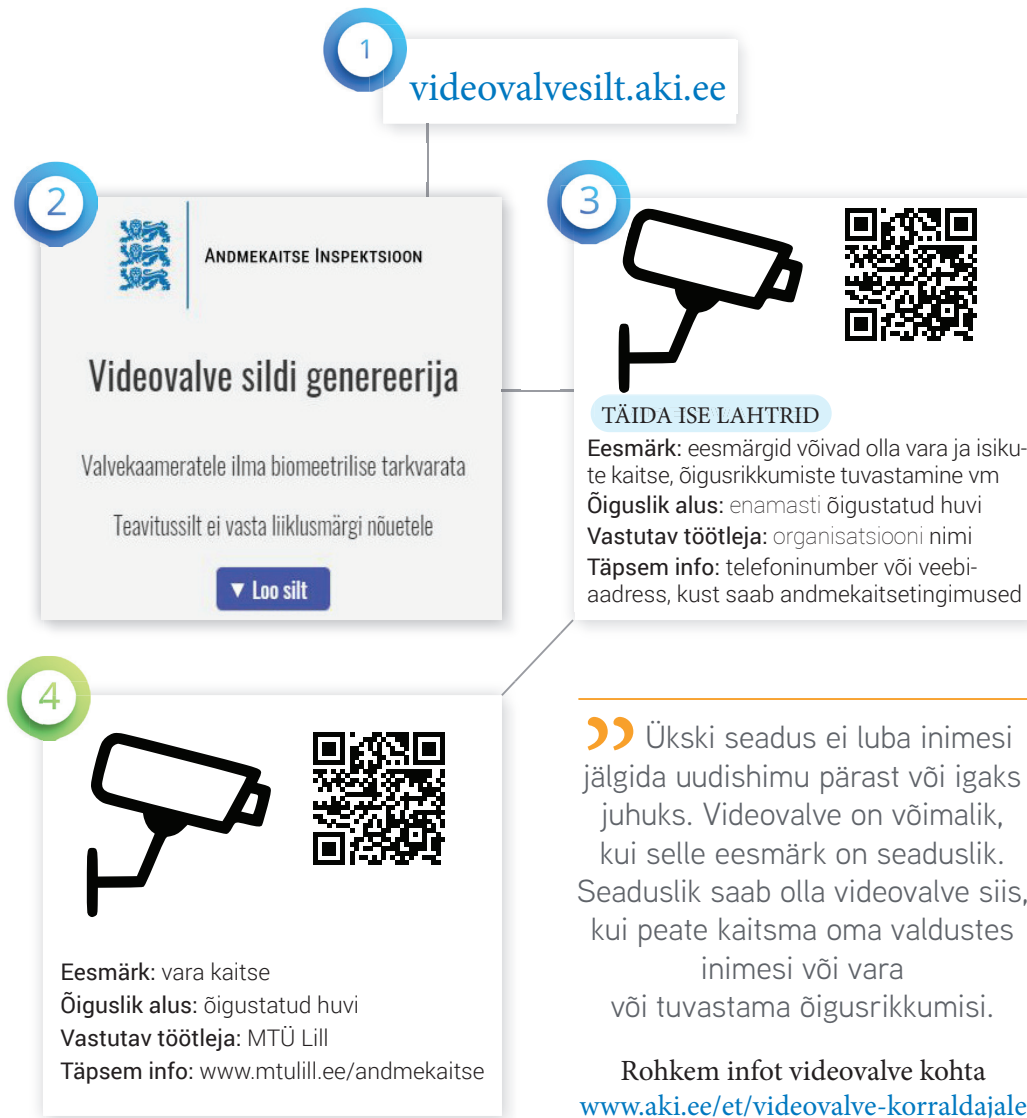 1
videovalvesilt.aki.ee
2
ANDMEKAITSE INSPEKTSIOON
Videovalve sildi genereerija
Valvekaameratele ilma biomeetrilise tarkvarata
Teavitussilt ei vasta liiklusmärgi nõuetele
▼ Loo silt
3
TÄIDA ISE LAHTRID
Eesmärk: eesmärgid võivad olla vara ja isiku-
te kaitse, õigusrikkumiste tuvastamine vm
Õiguslik alus: enamasti õigustatud huvi
Vastutav töötleja: organisatsiooni nimi
Täpsem info: telefoninumber või veebi-
aadress, kust saab andmekaitsetingimused
4
Eesmärk: vara kaitse
Õiguslik alus: õigustatud huvi
Vastutav töötleja: MTÜ Lill
Täpsem info: www.mtulill.ee/andmekaitse
” Ükski seadus ei luba inimesi
jälgida uudishimu pärast või igaks
juhuks. Videovalve on võimalik,
kui selle eesmärk on seaduslik.
Seaduslik saab olla videovalve siis,
kui peate kaitsma oma valdustes
inimesi või vara
või tuvastama õigusrikkumisi.
Rohkem infot videovalve kohta
www.aki.ee/et/videovalve-korraldajale